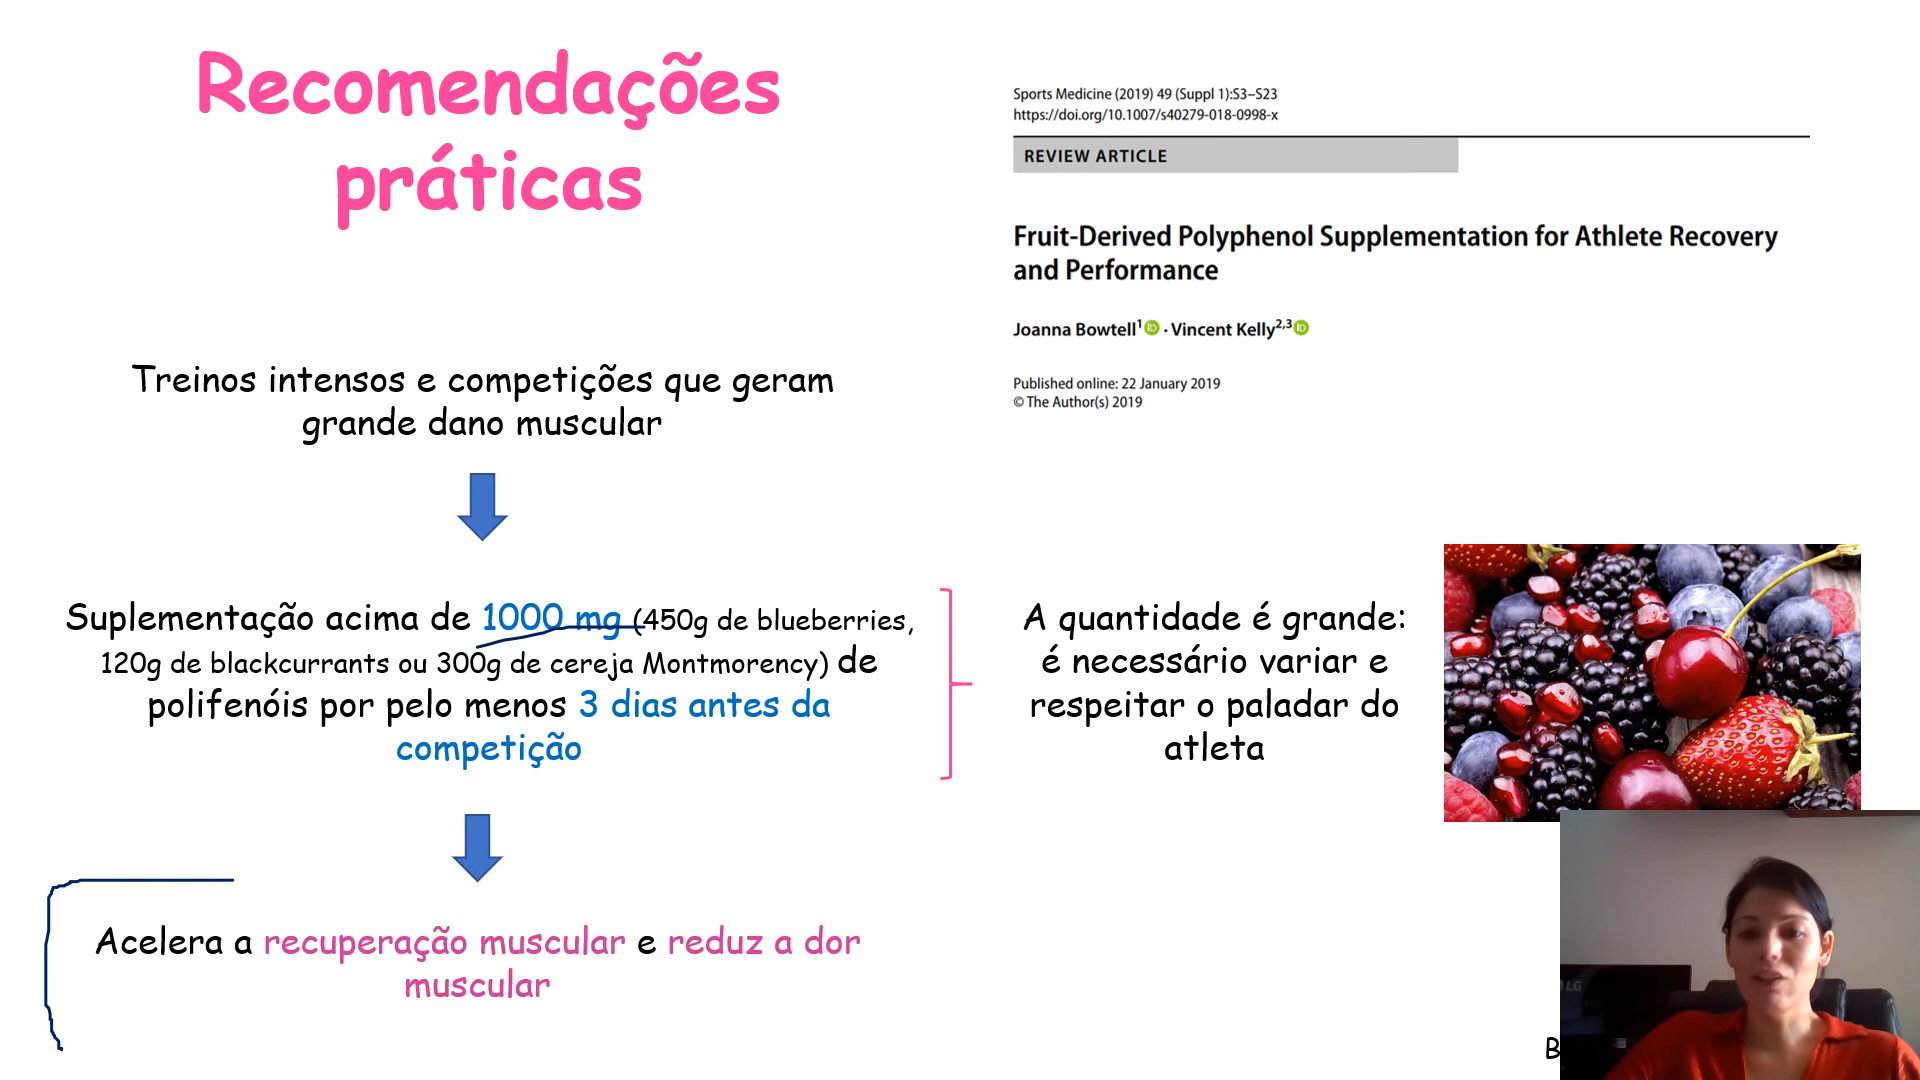 Recomendações
práticas
Sports Medicine (2019) 49 (Suppl 1):S3–S23
https://doi.org/10.1007/s40279-018-0998-x
REVIEW ARTICLE
Fruit-Derived Polyphenol Supplementation for Athlete Recovery
and Performance
Joanna Bowtell1 iD · Vincent Kelly2,3 iD
Published online: 22 January 2019
© The Author(s) 2019
Treinos intensos e competições que geram
grande dano muscular
Suplementação acima de 1000 mg (450g de blueberries,
120g de blackcurrants ou 300g de cereja Montmorency) de
polifenóis por pelo menos 3 dias antes da
competição
A quantidade é grande:
é necessário variar e
respeitar o paladar do
atleta
Acelera a recuperação muscular e reduz a dor
muscular
LG
B